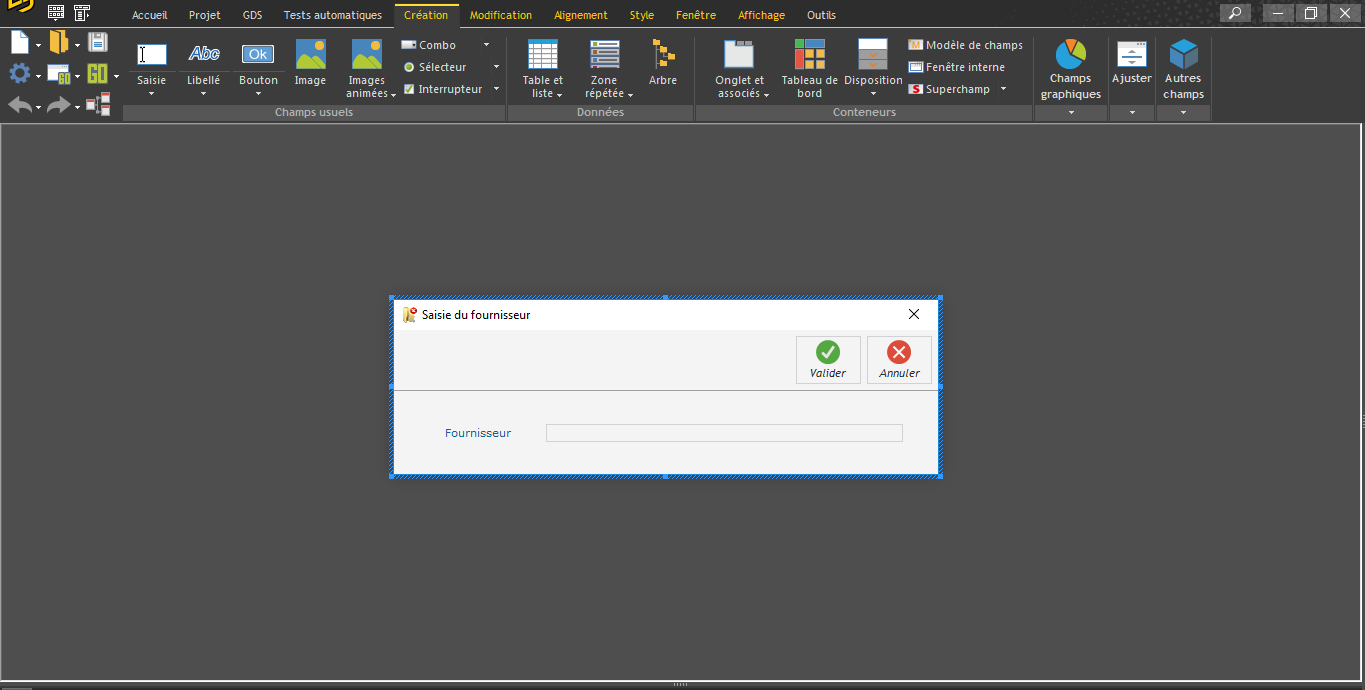 Accueil Projet GDS Tests automatiques Création Modification Alignement Style Fenêtre Affichage Outils
GO GO
Abc Ok
Saisie Libellé Bouton Image Images animées
Combo
Sélecteur
Interrupteur
Table et liste Zone répétée Arbre
Onglet et associés Tableau de bord Disposition
Modèle de champs
Fenêtre interne
Superchamp
Champs graphiques Ajuster Autres champs
Champs usuels Données Conteneurs
Saisie du fournisseur
Valider Annuler
Fournisseur